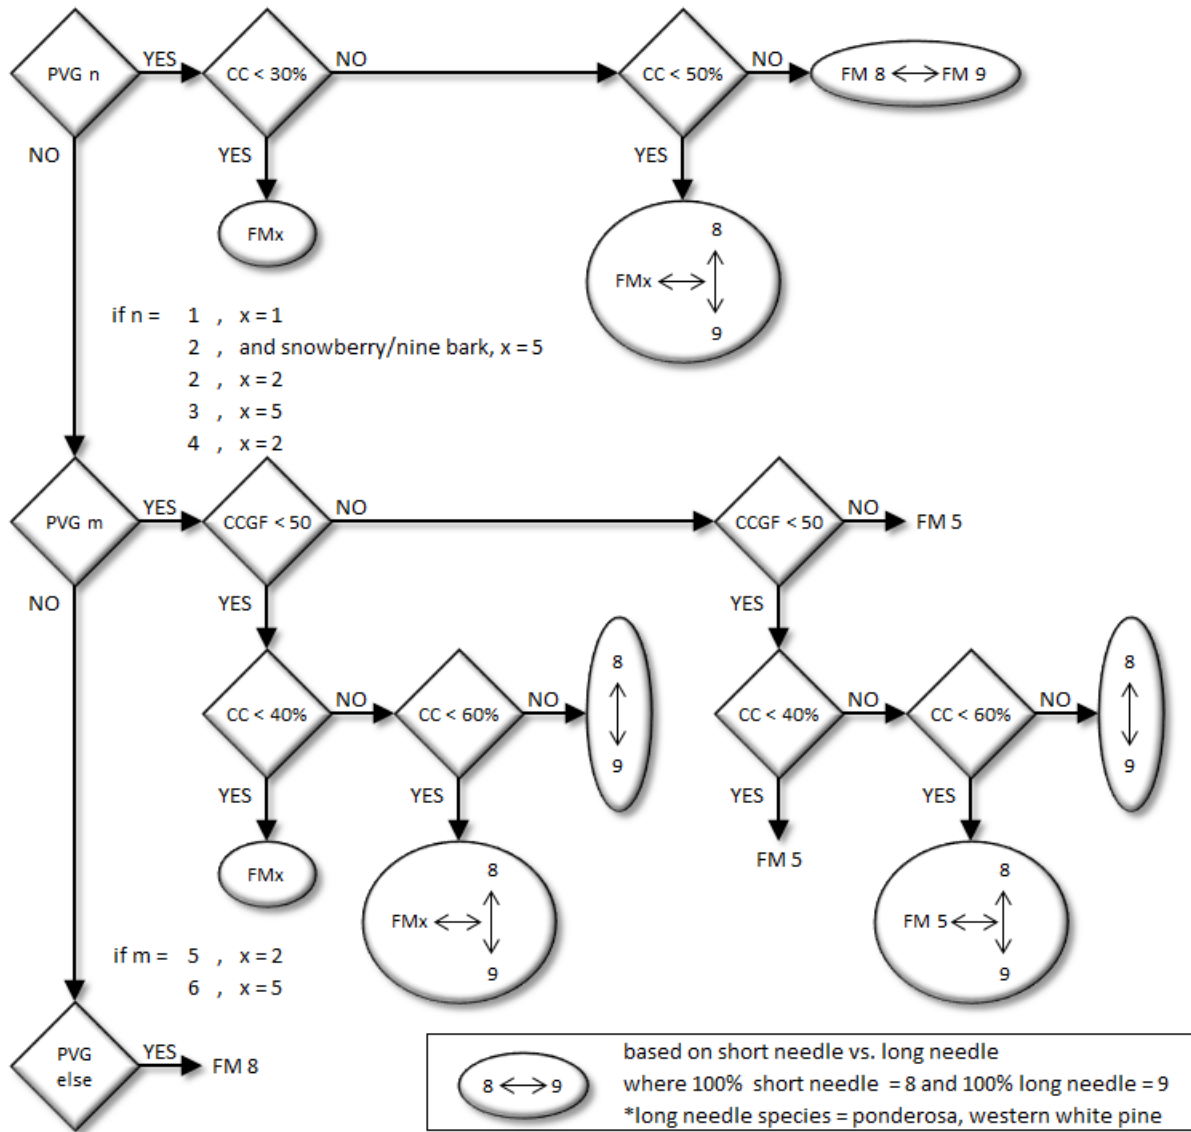 PVG n
YES
CC < 30%
NO
CC < 50%
NO
FM 8
FM 9
NO
YES
YES
FMx
8
FMx
9
if n = 1 , x = 1
2 , and snowberry/nine bark, x = 5
2 , x = 2
3 , x = 5
4 , x = 2
PVG m
YES
CCGF < 50
NO
CCGF < 50
NO
FM 5
NO
YES
YES
CC < 40%
NO
CC < 60%
NO
8
9
CC < 40%
NO
CC < 60%
NO
8
9
YES
YES
YES
YES
FMx
8
FMx
9
FM 5
8
FM 5
9
if m = 5 , x = 2
6 , x = 5
PVG
else
YES
FM 8
8
9
based on short needle vs. long needle
where 100% short needle = 8 and 100% long needle = 9
*long needle species = ponderosa, western white pine